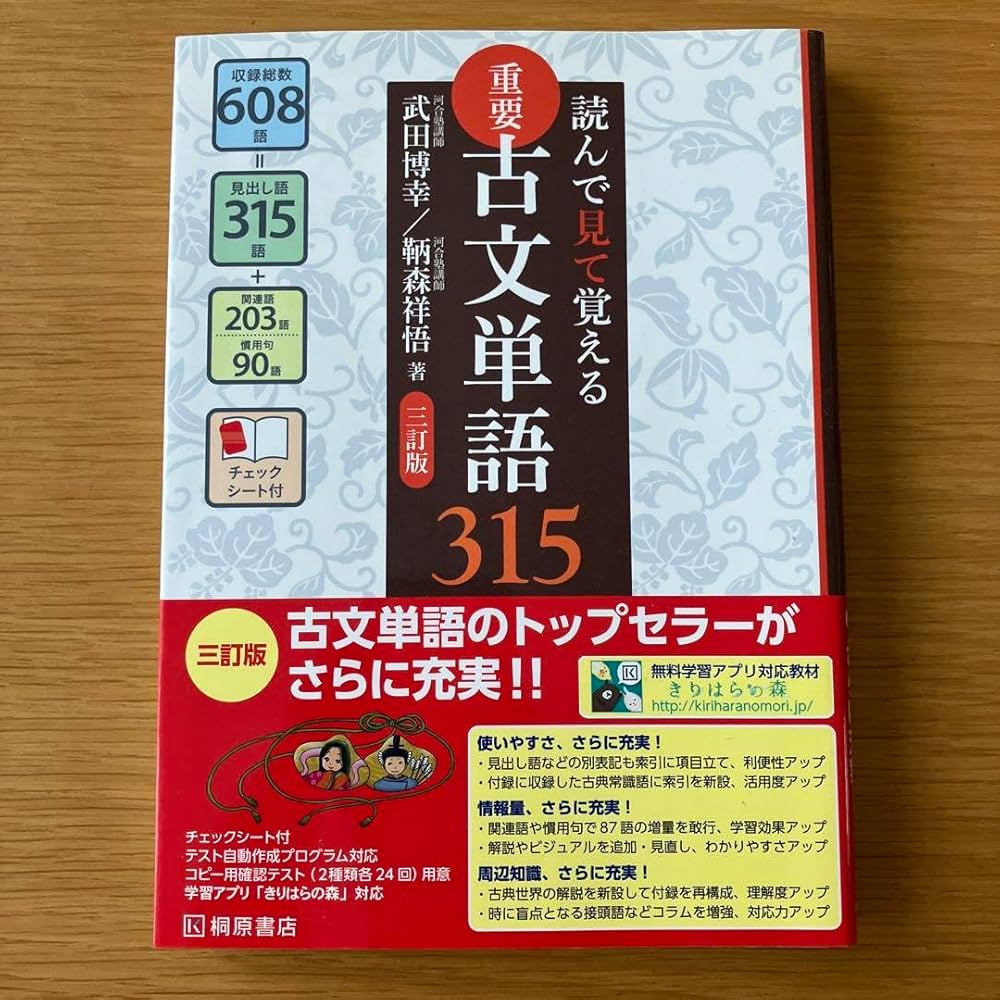 読んで見て覚える
重要
古文単語
315
河合塾講師
武田博幸/
河合塾講師
鞆森祥悟 著
三訂版
収録総数
608
語
=
見出し語
315
語
+
関連語
203語
慣用句
90語
チェック
シート付
三訂版
古文単語のトップセラーが
さらに充実!!
無料学習アプリ対応教材
きりはらの森
http://kiriharanomori.jp/
使いやすさ、さらに充実!
・見出し語などの別表記も索引に項目立て、利便性アップ
・付録に収録した古典常識語に索引を新設、活用度アップ
情報量、さらに充実!
・関連語や慣用句で87語の増量を敢行、学習効果アップ
・解説やビジュアルを追加・見直し、わかりやすさアップ
周辺知識、さらに充実!
・古典世界の解説を新設して付録を再構成、理解度アップ
・時に盲点となる接頭語などコラムを増強、対応力アップ
チェックシート付
テスト自動作成プログラム対応
コピー用確認テスト(2種類各24回)用意
学習アプリ「きりはらの森」対応
K 桐原書店